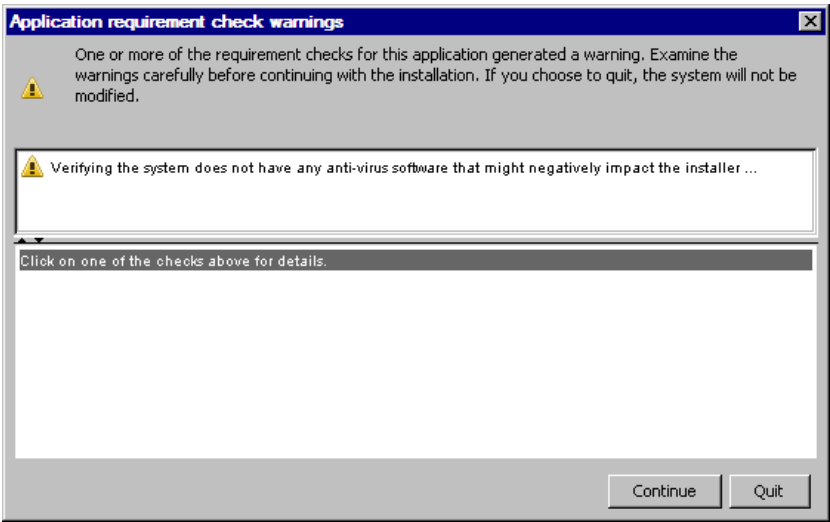 Application requirement check warnings
One or more of the requirement checks for this application generated a warning. Examine the
warnings carefully before continuing with the installation. If you choose to quit, the system will not be
modified.
Verifying the system does not have any anti-virus software that might negatively impact the installer ...
Click on one of the checks above for details.
Continue
Quit